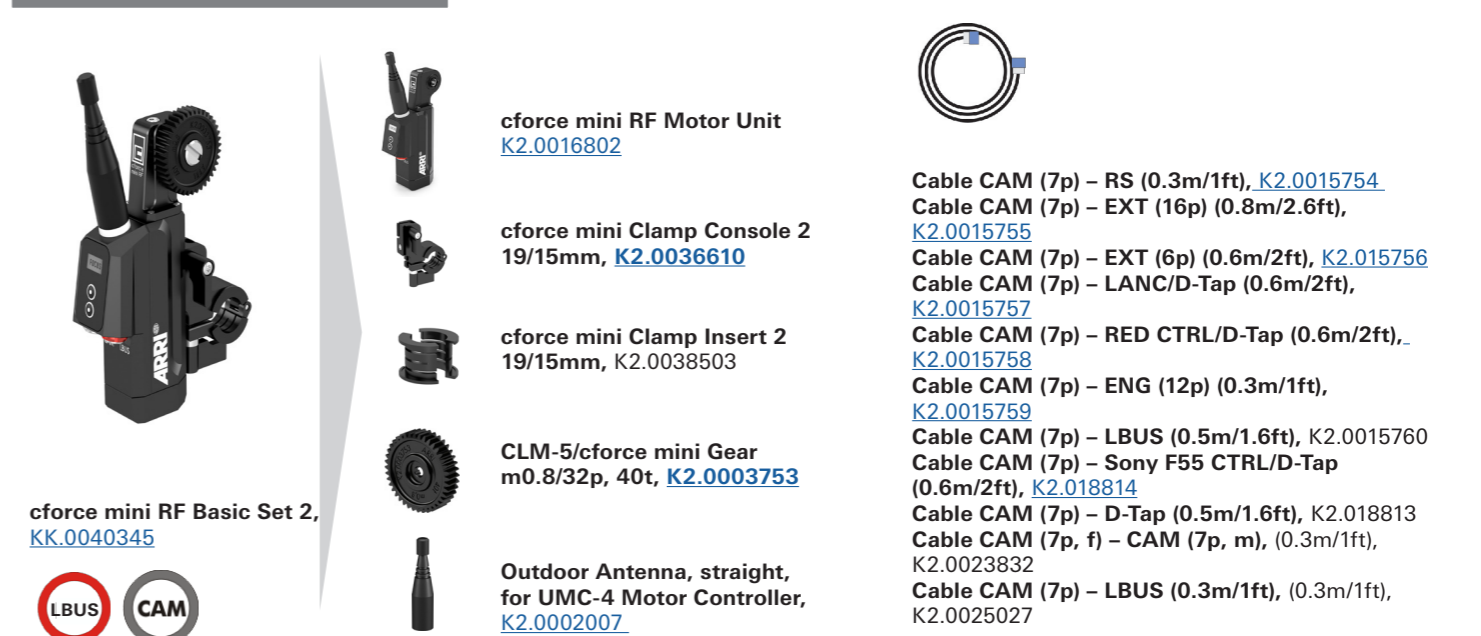 cforce mini RF Basic Set 2,
KK.0040345
LBUS
CAM
ARRI®
cforce mini RF Motor Unit
K2.0016802
cforce mini Clamp Console 2
19/15mm, K2.0036610
cforce mini Clamp Insert 2
19/15mm, K2.0038503
CLM-5/cforce mini Gear
m0.8/32p, 40t, K2.0003753
Outdoor Antenna, straight,
for UMC-4 Motor Controller,
K2.0002007
ARRI®
Cable CAM (7p) – RS (0.3m/1ft), K2.0015754
Cable CAM (7p) – EXT (16p) (0.8m/2.6ft),
K2.0015755
Cable CAM (7p) – EXT (6p) (0.6m/2ft), K2.015756
Cable CAM (7p) – LANC/D-Tap (0.6m/2ft),
K2.0015757
Cable CAM (7p) – RED CTRL/D-Tap (0.6m/2ft),
K2.0015758
Cable CAM (7p) – ENG (12p) (0.3m/1ft),
K2.0015759
Cable CAM (7p) – LBUS (0.5m/1.6ft), K2.0015760
Cable CAM (7p) – Sony F55 CTRL/D-Tap
(0.6m/2ft), K2.018814
Cable CAM (7p) – D-Tap (0.5m/1.6ft), K2.018813
Cable CAM (7p, f) – CAM (7p, m), (0.3m/1ft),
K2.0023832
Cable CAM (7p) – LBUS (0.3m/1ft), (0.3m/1ft),
K2.0025027